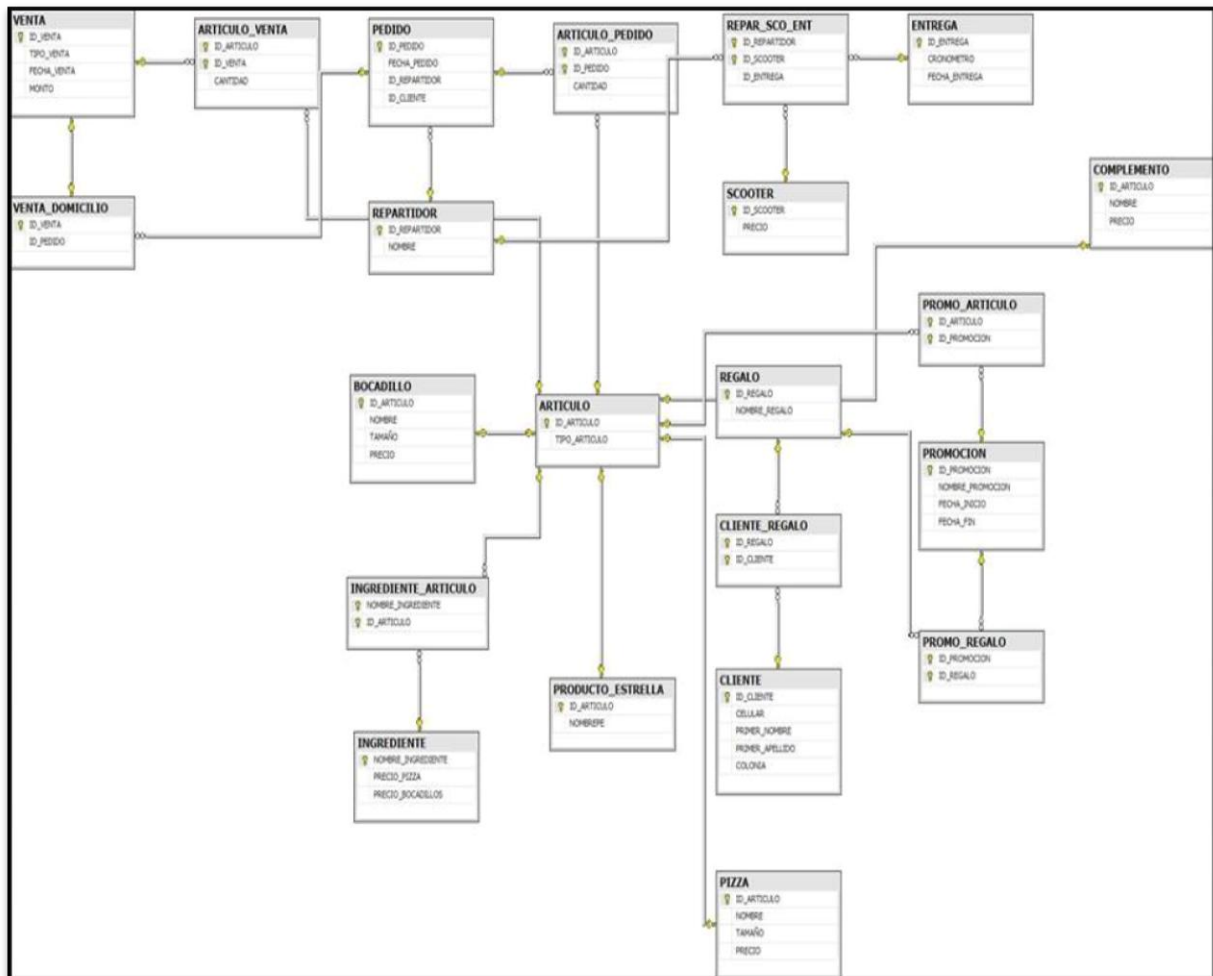 VENTA
ID_VENTA
TIPO_VENTA
FECHA_VENTA
MONTO
ARTICULO_VENTA
ID_ARTICULO
ID_VENTA
CANTIDAD
PEDIDO
ID_PEDIDO
FECHA_PEDIDO
ID_REPARTIDOR
ID_CLIENTE
ARTICULO_PEDIDO
ID_ARTICULO
ID_PEDIDO
CANTIDAD
REPAR_SCO_ENT
ID_REPARTIDOR
ID_SCOOTER
ID_ENTREGA
ENTREGA
ID_ENTREGA
CRONOMETRO
FECHA_ENTREGA
VENTA_DOMICILIO
ID_VENTA
ID_PEDIDO
REPARTIDOR
ID_REPARTIDOR
NOMBRE
SCOOTER
ID_SCOOTER
PRECIO
COMPLEMENTO
ID_ARTICULO
NOMBRE
PRECIO
PROMO_ARTICULO
ID_ARTICULO
ID_PROMOCION
BOCADILLO
ID_ARTICULO
NOMBRE
TAMAÑO
PRECIO
ARTICULO
ID_ARTICULO
TIPO_ARTICULO
REGALO
ID_REGALO
NOMBRE_REGALO
PROMOCION
ID_PROMOCION
NOMBRE_PROMOCION
FECHA_INICIO
FECHA_FIN
CLIENTE_REGALO
ID_REGALO
ID_CLIENTE
INGREDIENTE_ARTICULO
NOMBRE_INGREDIENTE
ID_ARTICULO
PROMO_REGALO
ID_PROMOCION
ID_REGALO
PRODUCTO_ESTRELLA
ID_ARTICULO
NOMBREPE
CLIENTE
ID_CLIENTE
CELULAR
PRIMER_NOMBRE
PRIMER_APELLIDO
COLONIA
INGREDIENTE
NOMBRE_INGREDIENTE
PRECIO_PIZZA
PRECIO_BOCADILLOS
PIZZA
ID_ARTICULO
NOMBRE
TAMAÑO
PRECIO